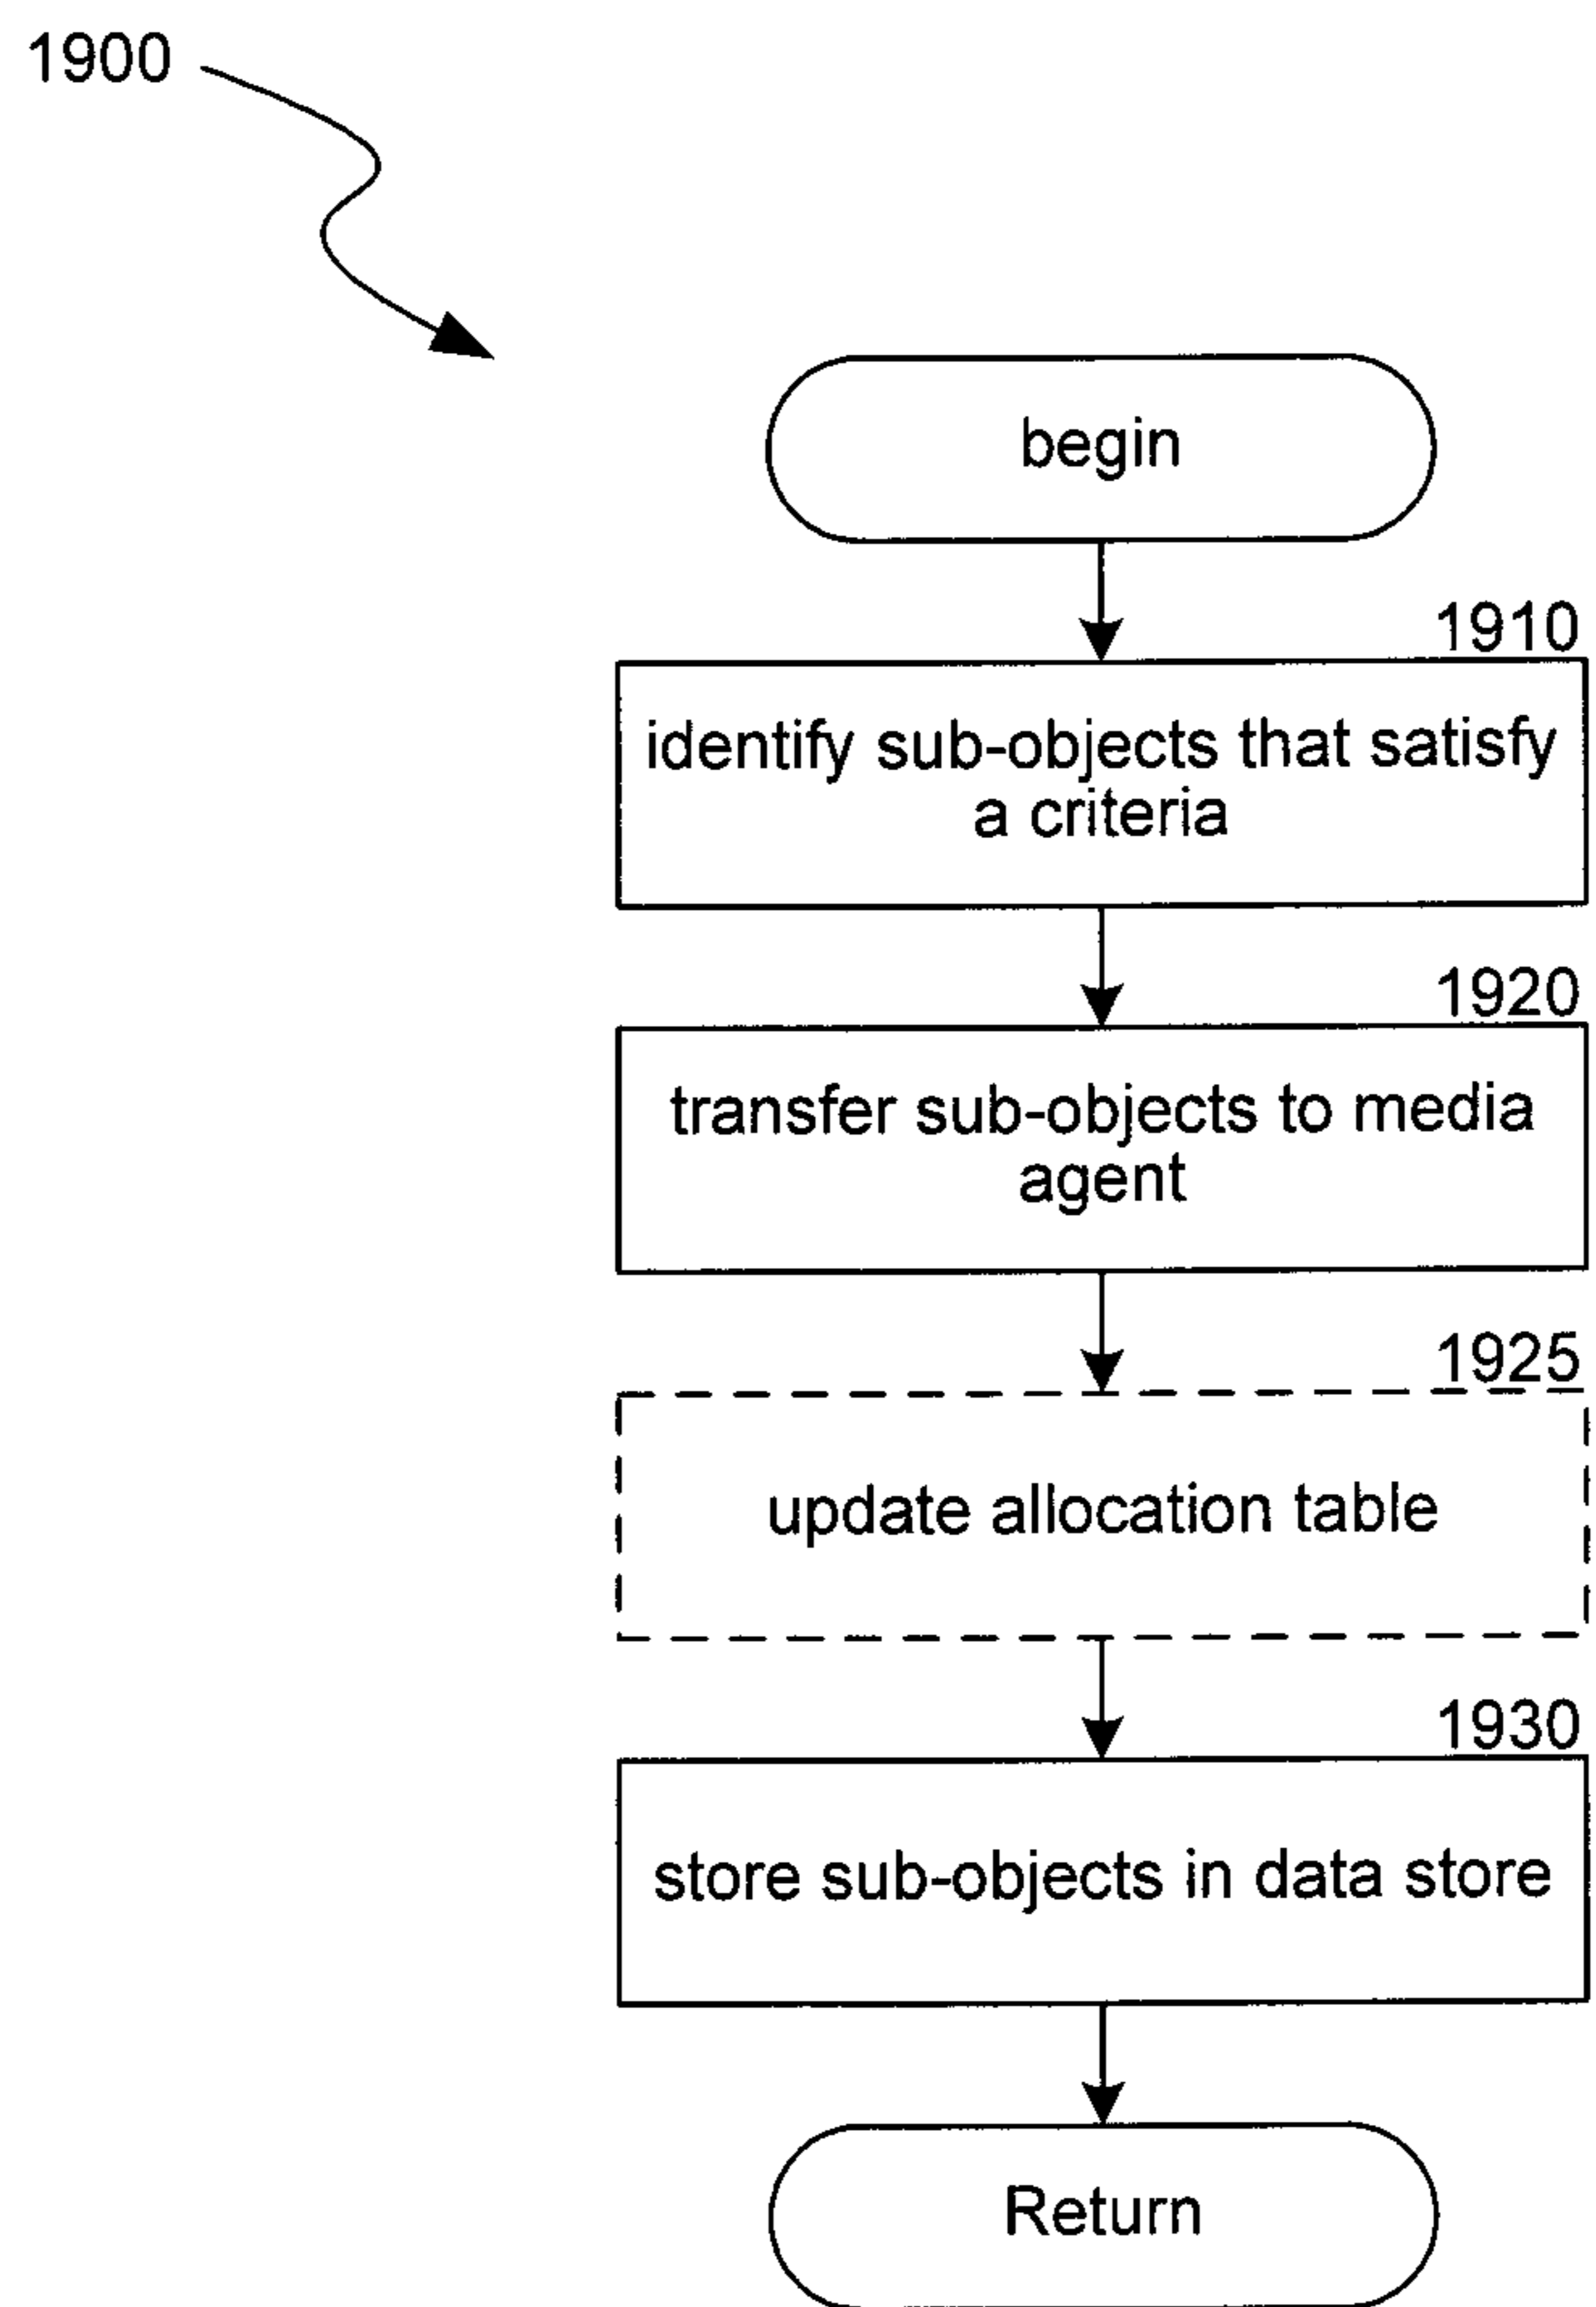 1900
begin
1910
identify sub-objects that satisfy
a criteria
1920
transfer sub-objects to media
agent
1925
update allocation table
1930
store sub-objects in data store
Return